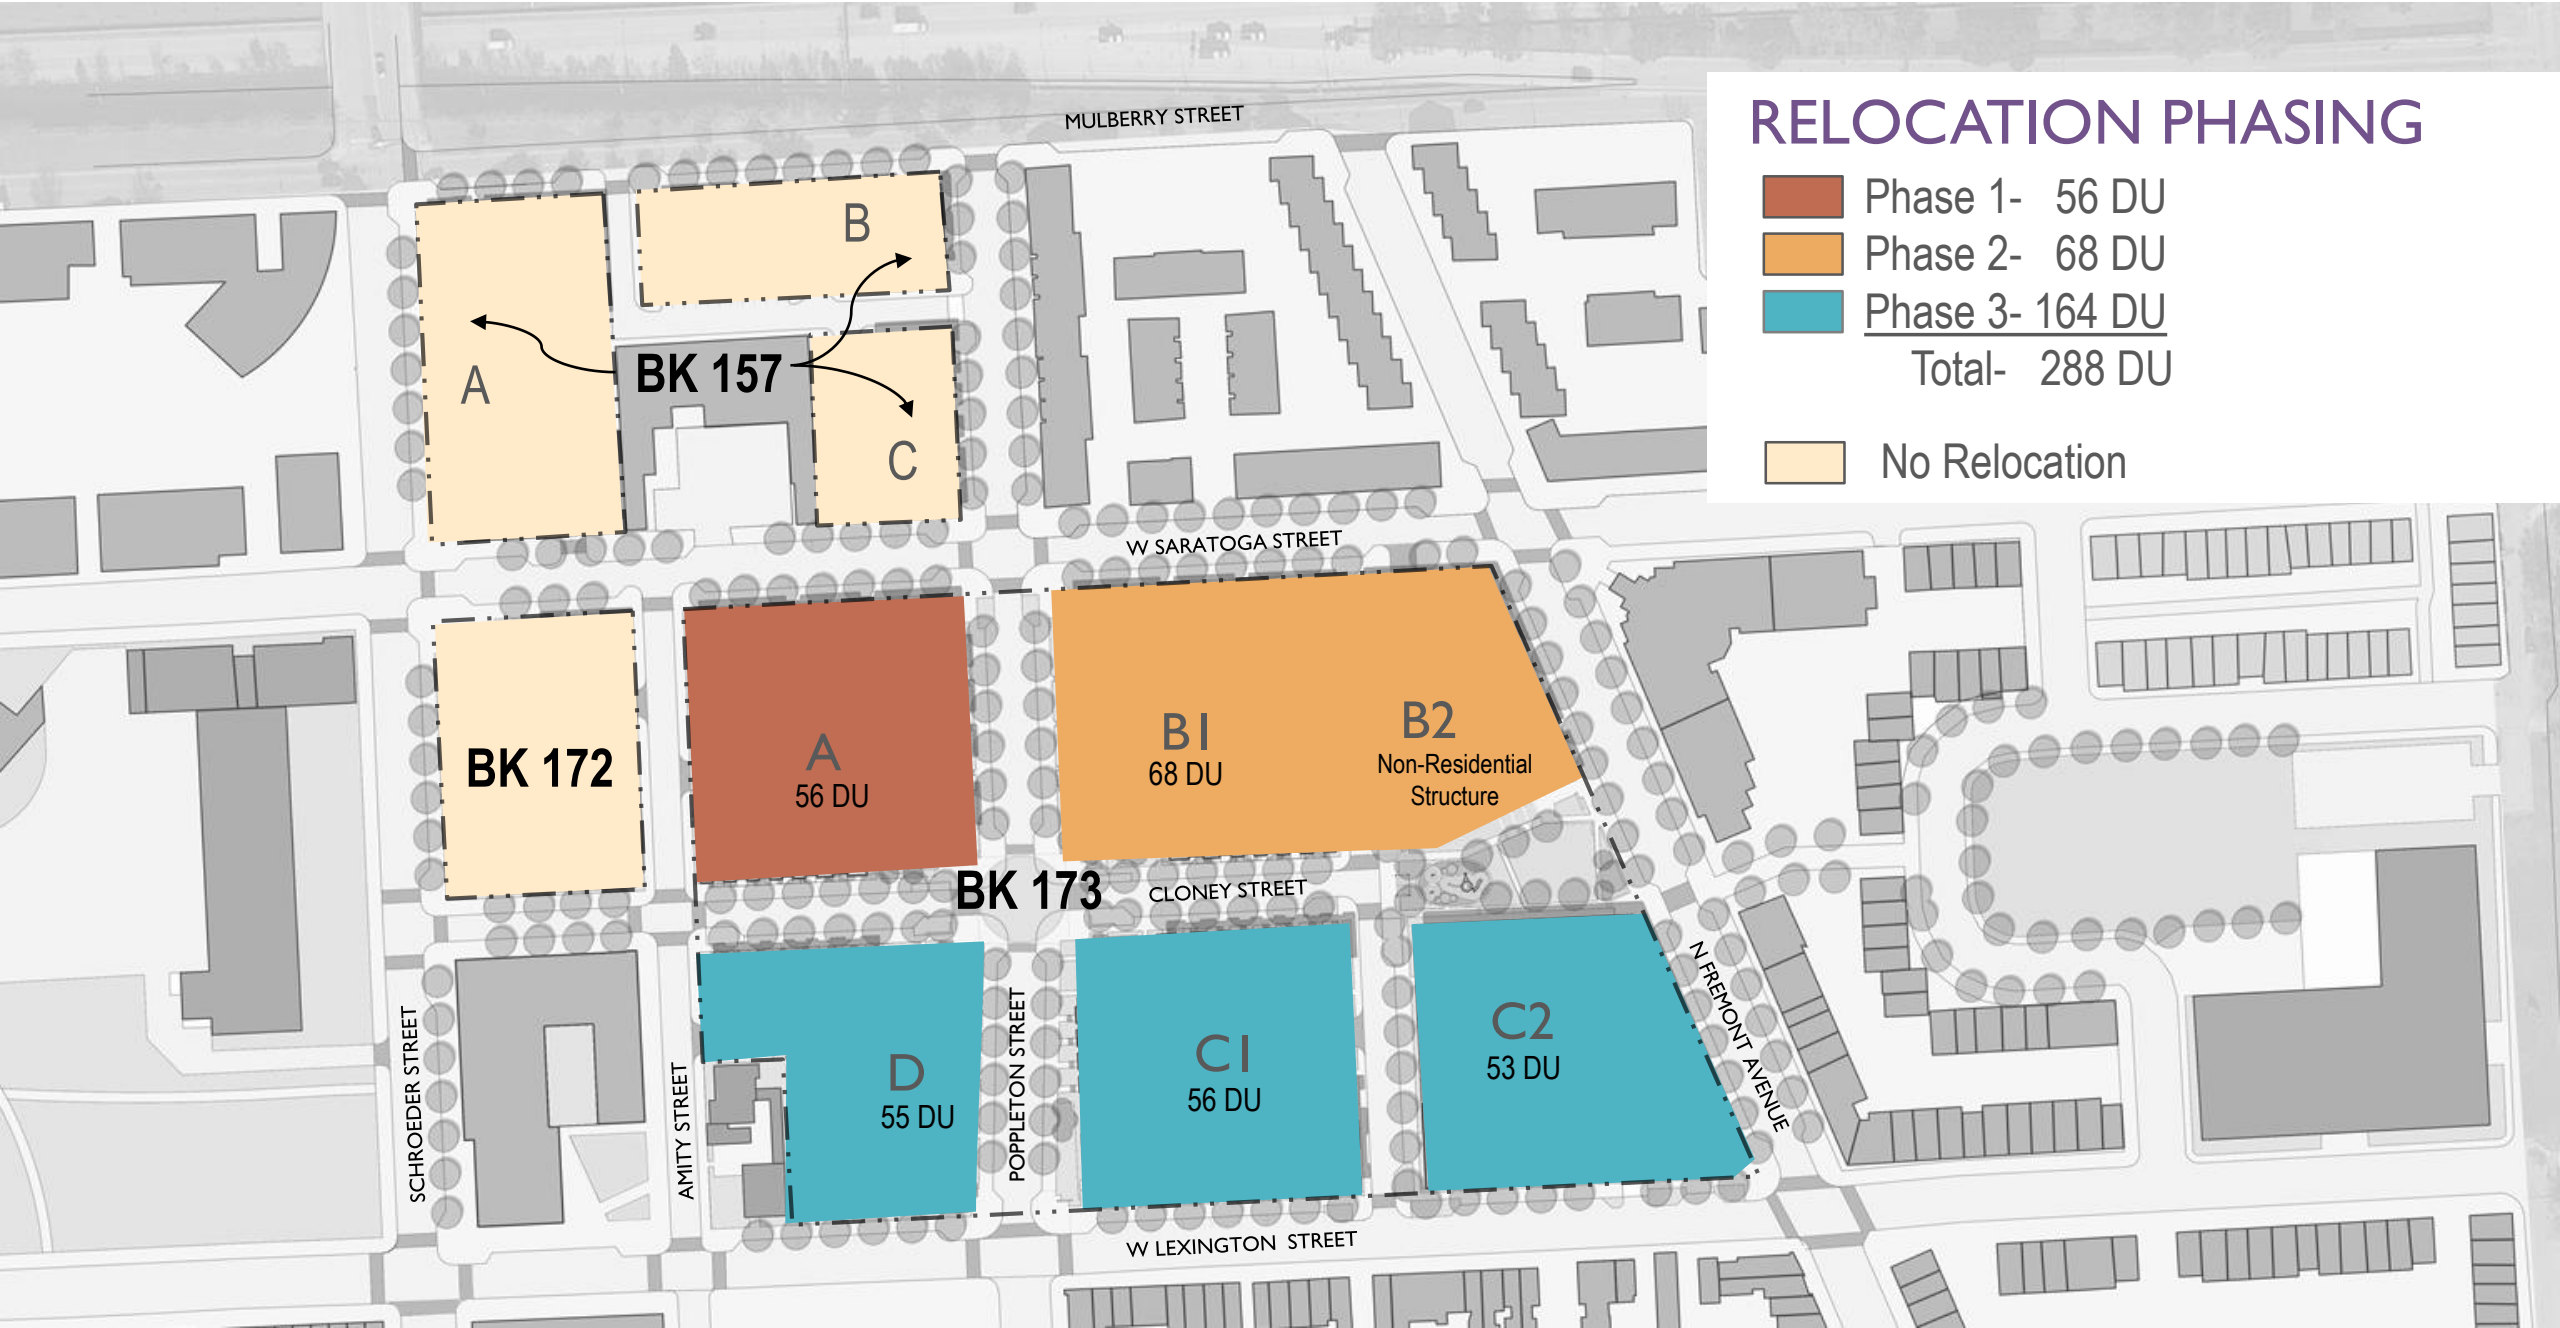 MULBERRY STREET
RELOCATION PHASING
Phase 1- 56 DU
Phase 2- 68 DU
Phase 3- 164 DU
Total- 288 DU
No Relocation
B
BK 157
A
C
W SARATOGA STREET
BK 172
A
56 DU
B1
68 DU
B2
Non-Residential
Structure
BK 173
CLONEY STREET
D
55 DU
C1
56 DU
C2
53 DU
SCHROEDER STREET
AMITY STREET
POPPLETON STREET
N FREMONT AVENUE
W LEXINGTON STREET